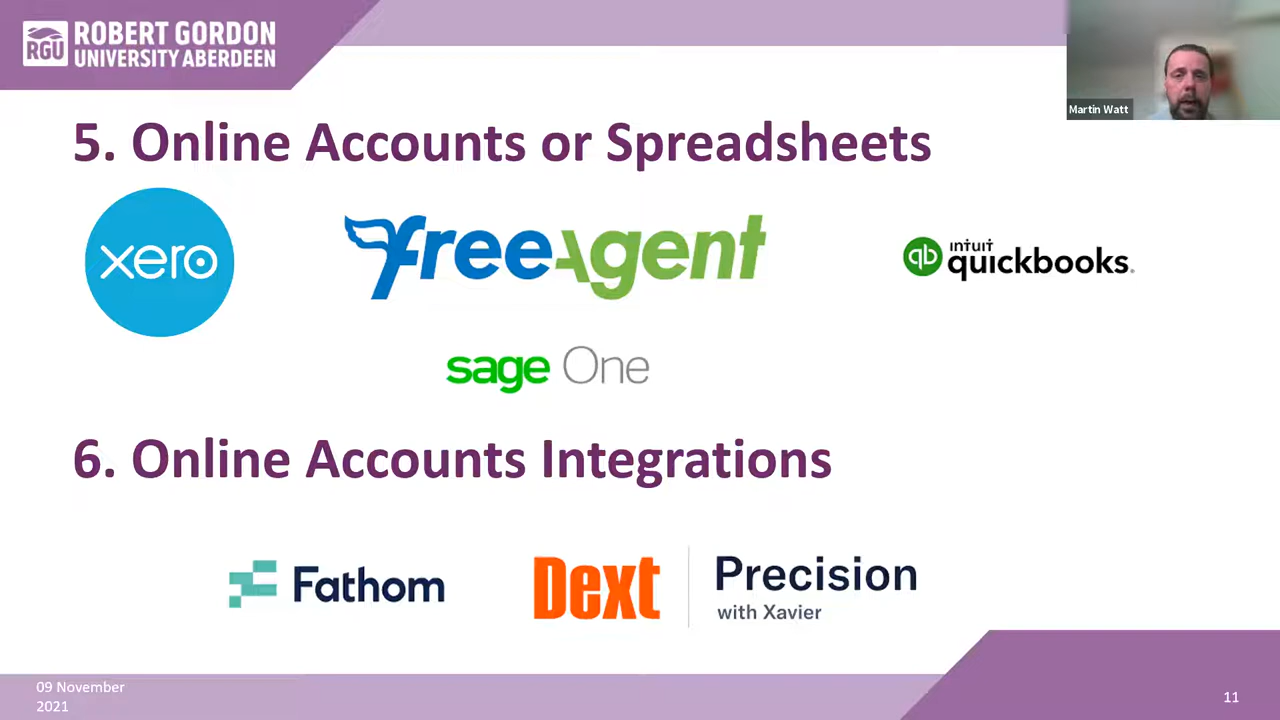 RGU
ROBERT GORDON
UNIVERSITY ABERDEEN
Martin Watt
5. Online Accounts or Spreadsheets
xero
freeAgent
qb
intuit
quickbooks.
sage One
6. Online Accounts Integrations
Fathom
Dext
Precision
with Xavier
09 November
2021
11